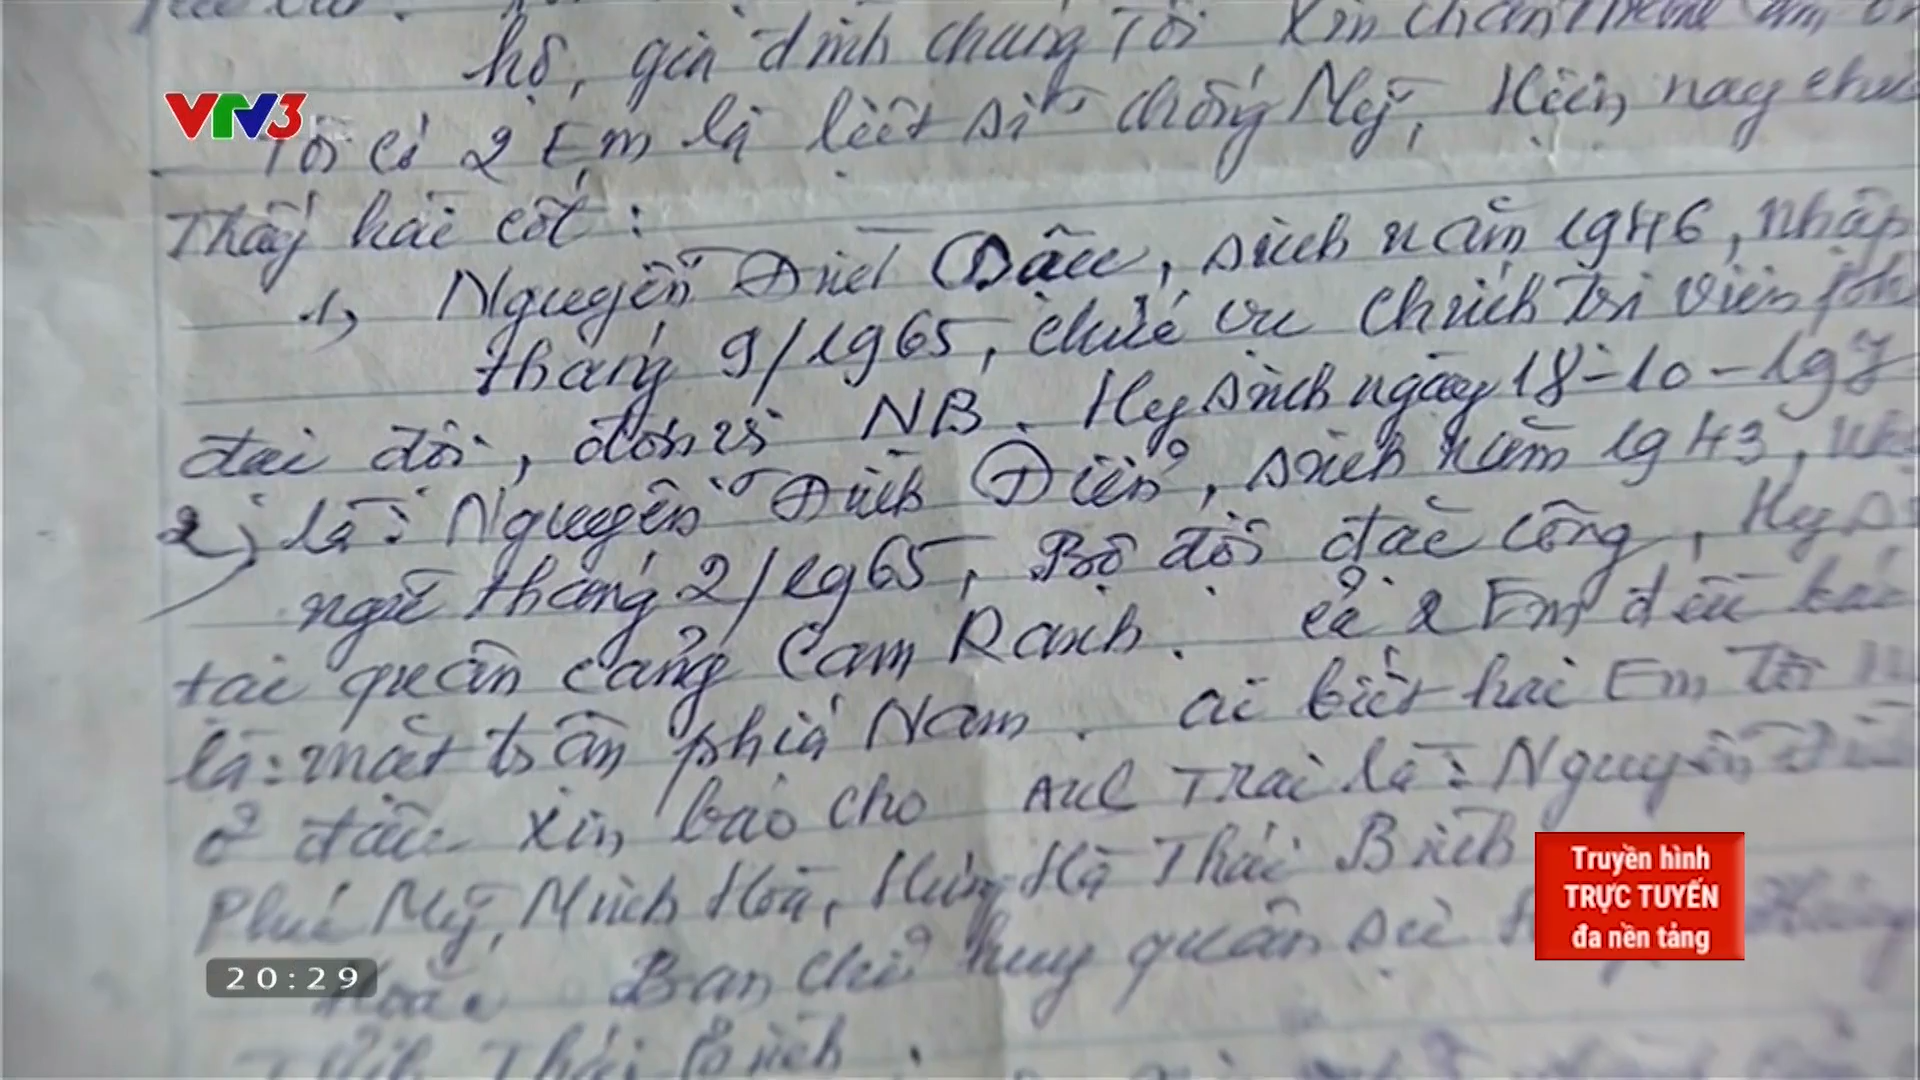 hộ, gia đình chúng Tôi xin chân thành
VTV3
Tôi có 2 Em là liệt sĩ chống Mỹ, Hiện nay
Thấy hài cốt:
1, Nguyễn Đình Dâu, sinh năm 1946, nhập
tháng 9/1965, chức vụ chính trị viên
đại đội, đơn vị NB. Hy sinh ngày 18-10-197
2, là: Nguyễn Đình Điển, sinh năm 1943,
ngũ tháng 2/1965, Bộ đội đặc công, Hy
tại quân cảng Cam Ranh. cả 2 Em đều báo
là: mặt trận phía Nam. ai biết hai Em Tôi
ở đâu xin báo cho Anh Trai là: Nguyễn
Phú Mỹ, Minh Hoà, Hưng Hà Thái Bình
Hoặc Ban chỉ huy quân sự
Tỉnh Thái Bình.
Truyền hình
TRỰC TUYẾN
đa nền tảng
20:29